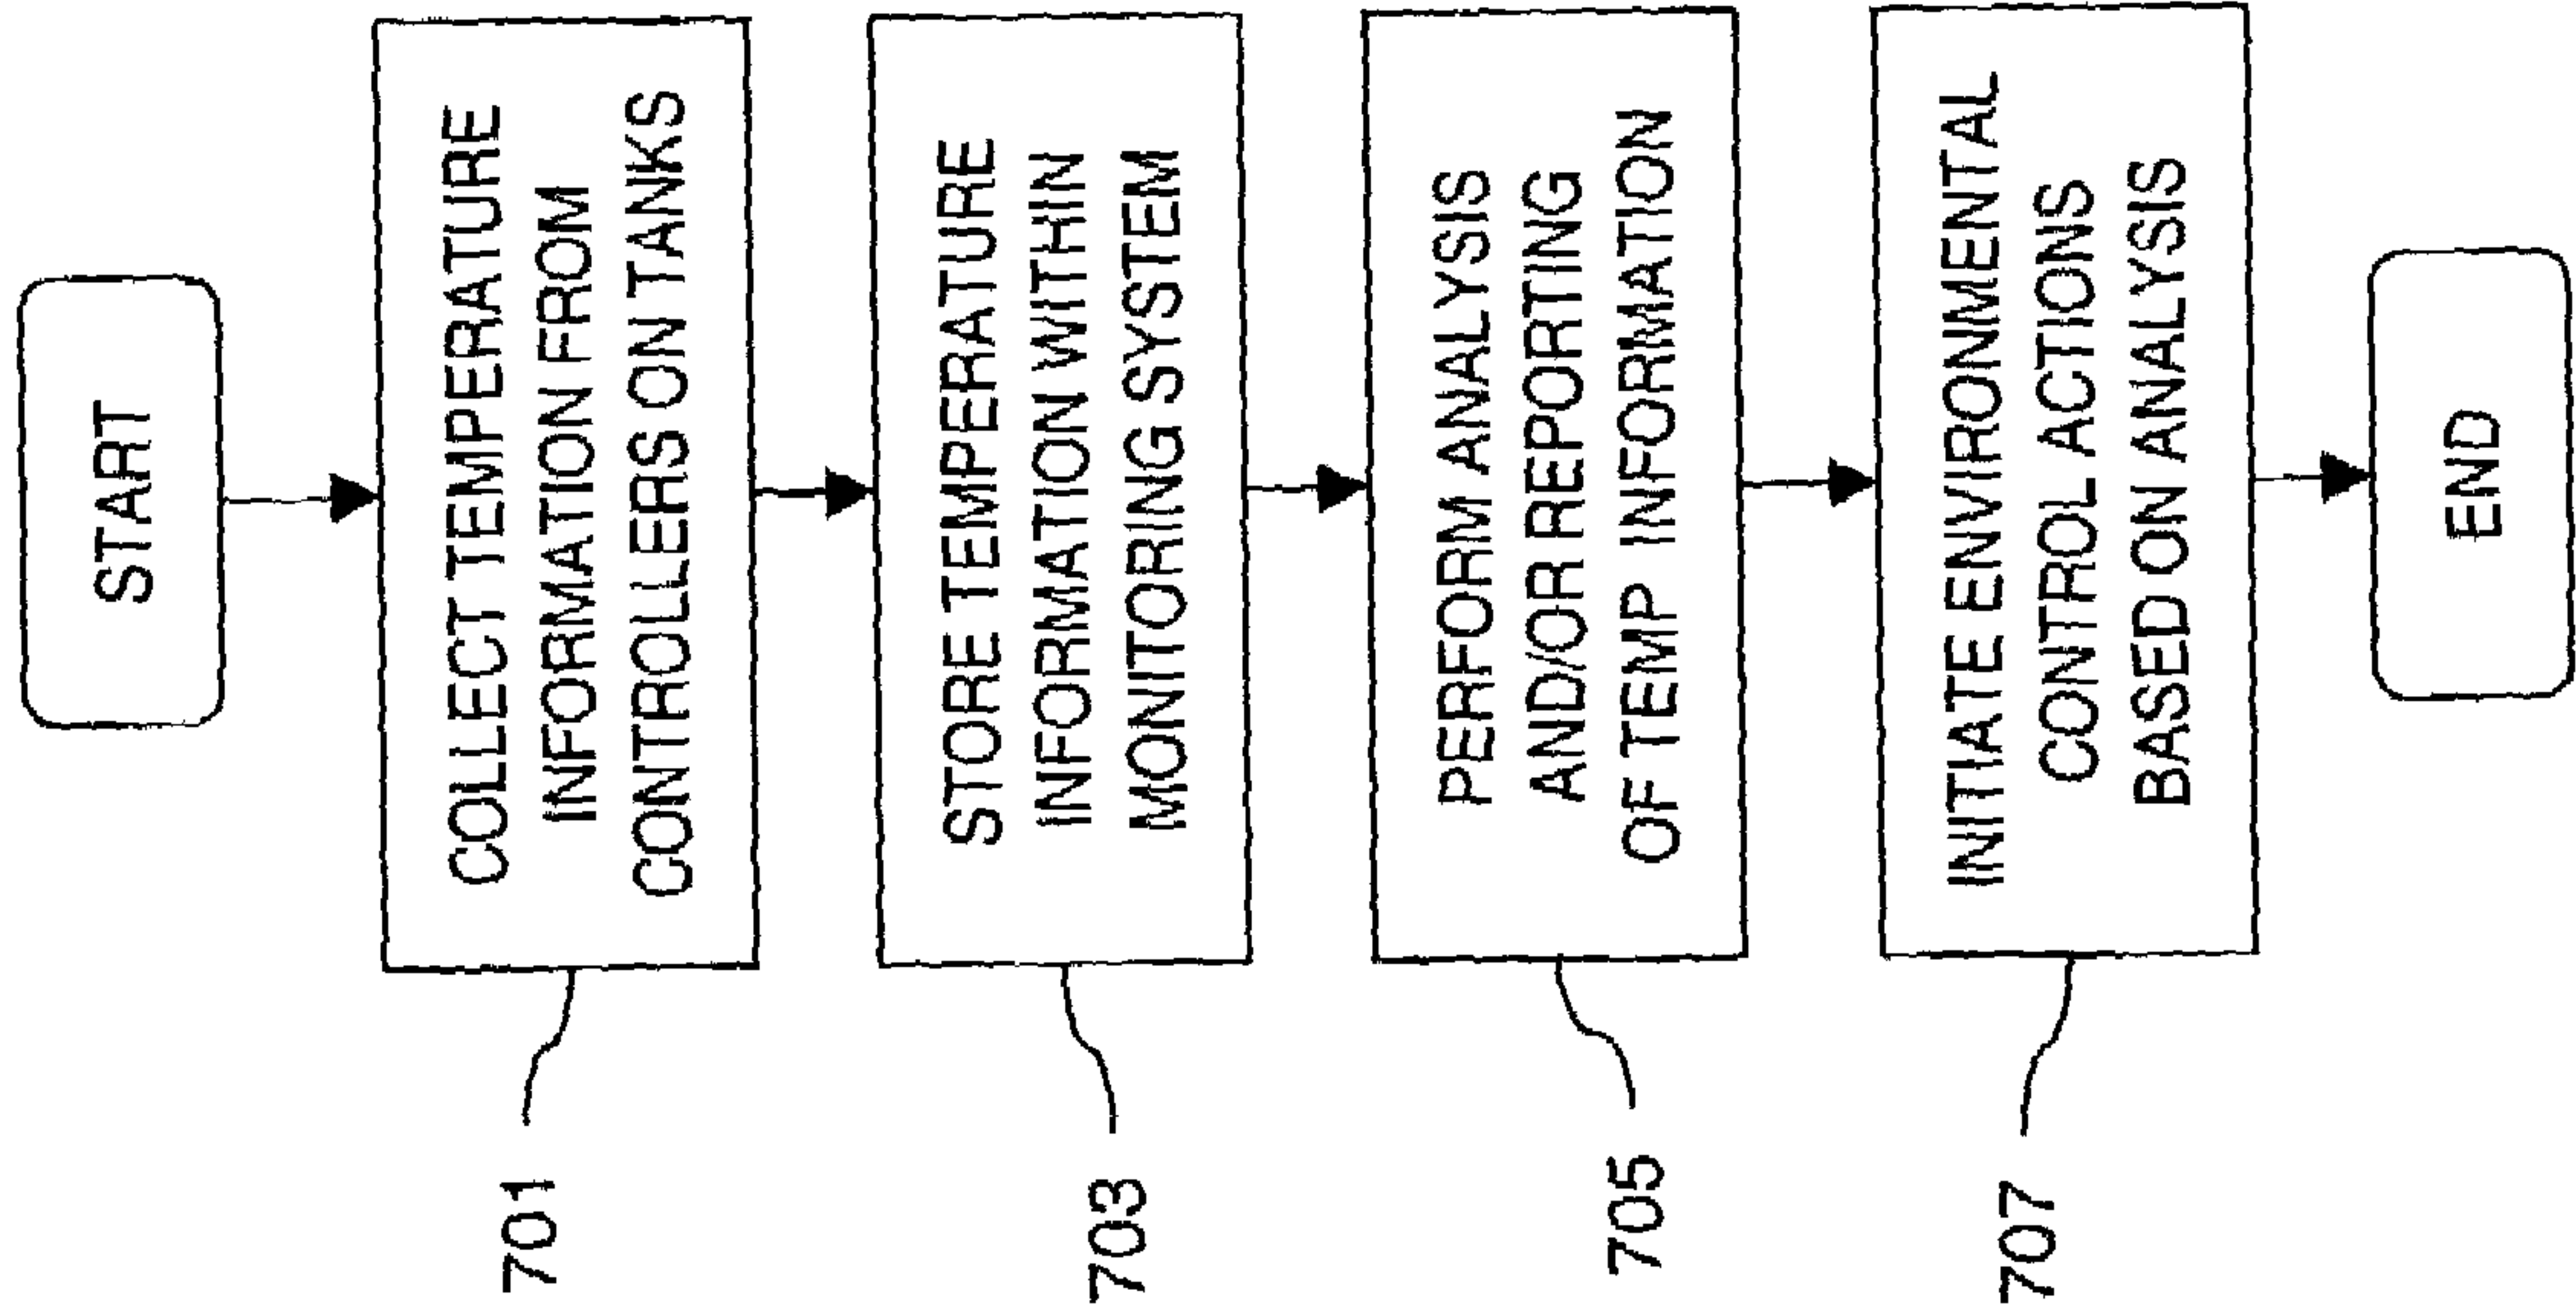 START
COLLECT TEMPERATURE
INFORMATION FROM
CONTROLLERS ON TANKS
701
STORE TEMPERATURE
INFORMATION WITHIN
MONITORING SYSTEM
703
PERFORM ANALYSIS
AND/OR REPORTING
OF TEMP INFORMATION
705
INITIATE ENVIRONMENTAL
CONTROL ACTIONS
BASED ON ANALYSIS
707
END